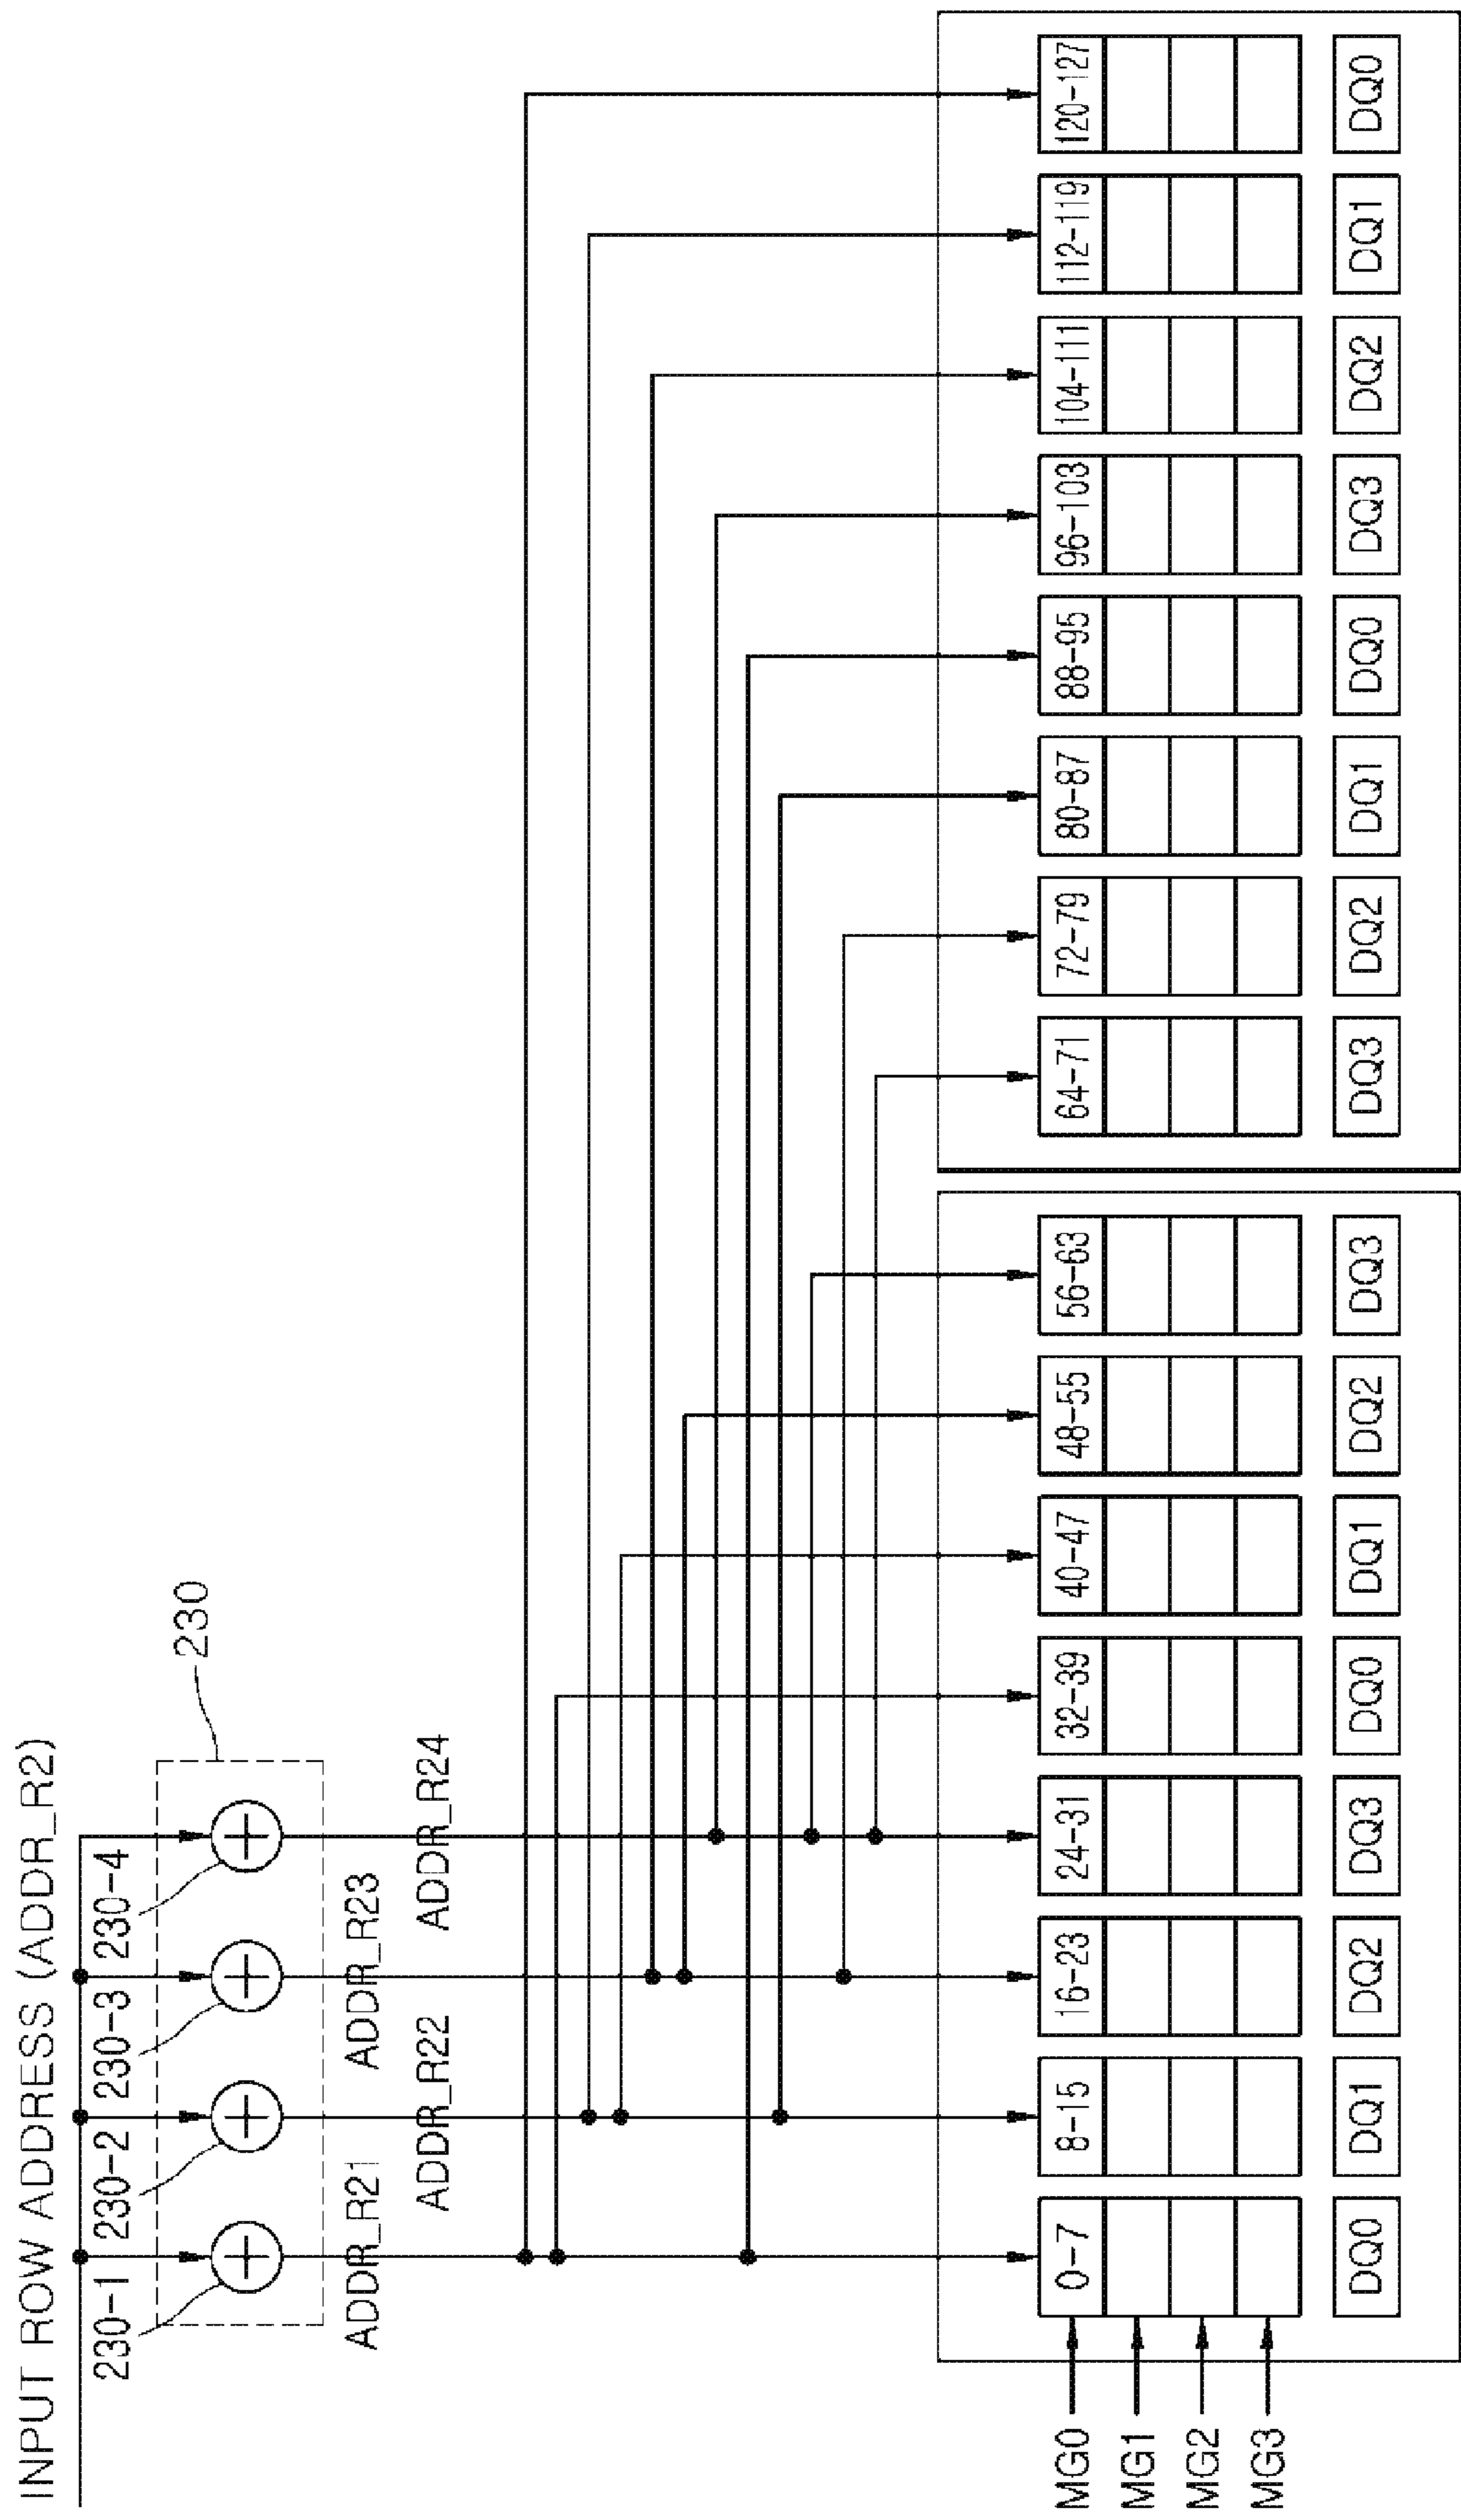 INPUT ROW ADDRESS (ADDR_R2)
230-1 230-2 230-3 230-4
230
ADDR_R21 ADDR_R23
ADDR_R22 ADDR_R24
MG0 0-7 8-15 16-23 24-31 32-39 40-47 48-55 56-63 64-71 72-79 80-87 88-95 96-103 104-111 112-119 120-127
MG1
MG2
MG3
DQ0 DQ1 DQ2 DQ3 DQ0 DQ1 DQ2 DQ3 DQ3 DQ2 DQ1 DQ0 DQ3 DQ2 DQ1 DQ0